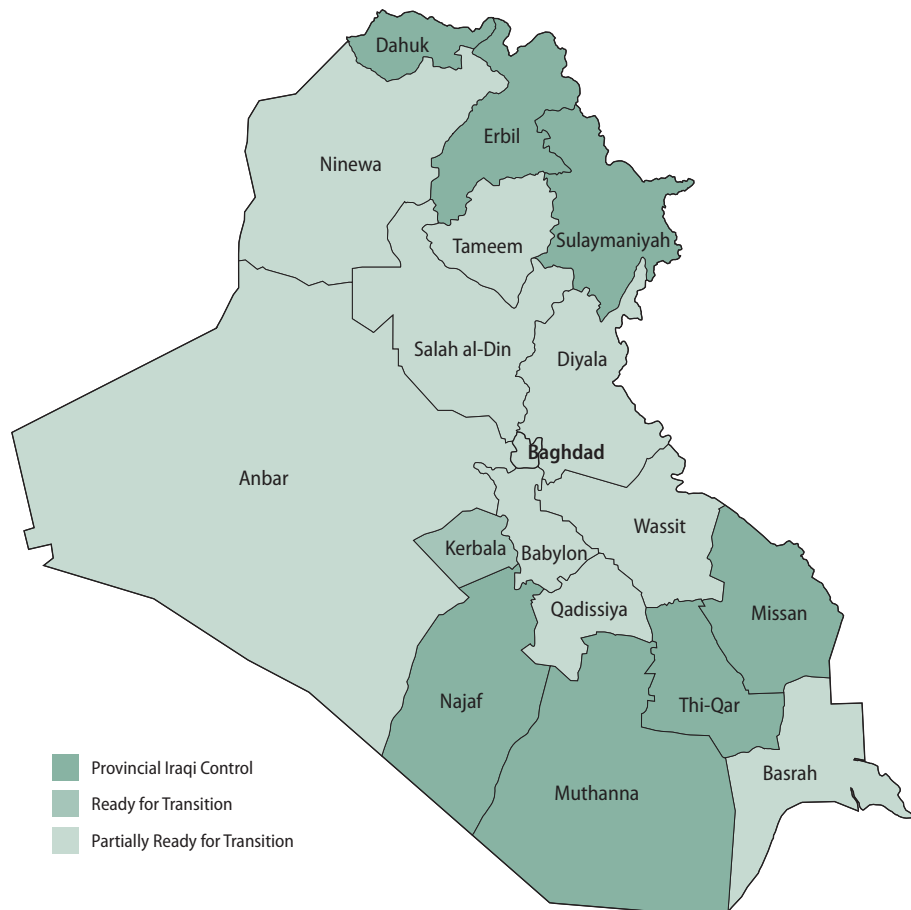 Dahuk
Erbil
Ninewa
Sulaymaniyah
Tameem
Salah al-Din
Diyala
Baghdad
Anbar
Wassit
Kerbala
Babylon
Qadissiya
Missan
Najaf
Thi-Qar
Basrah
Muthanna
Provincial Iraqi Control
Ready for Transition
Partially Ready for Transition